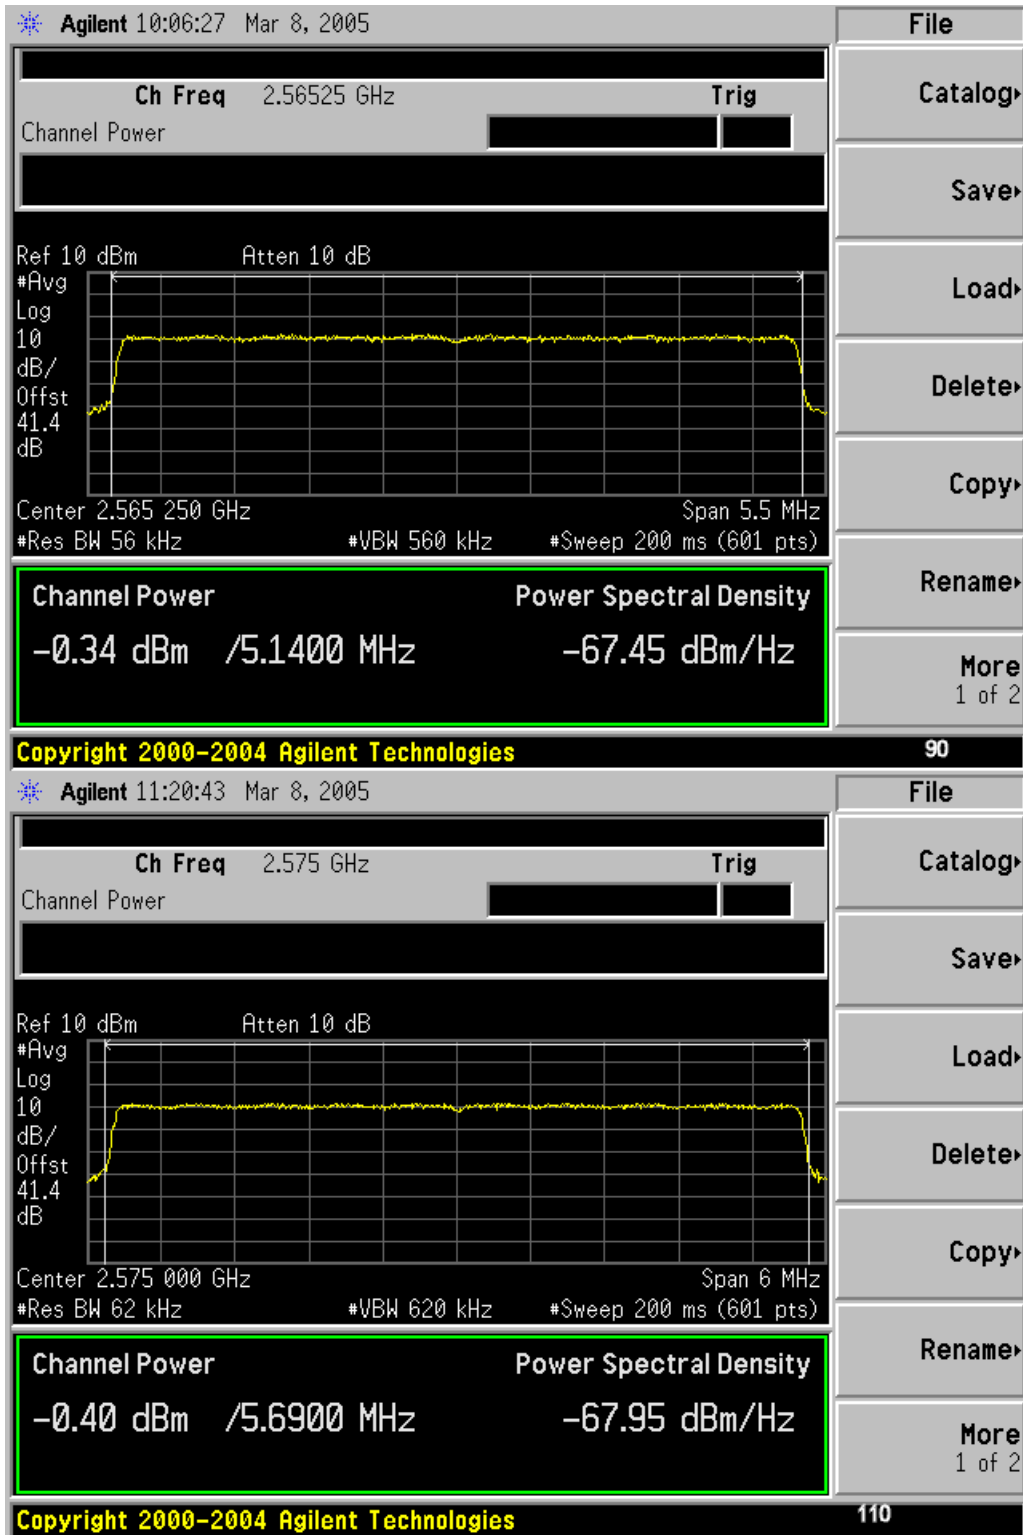 Agilent 10:06:27 Mar 8, 2005
File
Ch Freq 2.56525 GHz Trig
Channel Power
Catalog
Save
Ref 10 dBm Atten 10 dB
#Avg
Log
10
dB/
Offst
41.4
dB
Load
Delete
Copy
Center 2.565 250 GHz Span 5.5 MHz
#Res BW 56 kHz #VBW 560 kHz #Sweep 200 ms (601 pts)
Channel Power Power Spectral Density
-0.34 dBm /5.1400 MHz -67.45 dBm/Hz
Rename
More
1 of 2
Copyright 2000-2004 Agilent Technologies
90
Agilent 11:20:43 Mar 8, 2005
File
Ch Freq 2.575 GHz Trig
Channel Power
Catalog
Save
Ref 10 dBm Atten 10 dB
#Avg
Log
10
dB/
Offst
41.4
dB
Load
Delete
Copy
Center 2.575 000 GHz Span 6 MHz
#Res BW 62 kHz #VBW 620 kHz #Sweep 200 ms (601 pts)
Channel Power Power Spectral Density
-0.40 dBm /5.6900 MHz -67.95 dBm/Hz
Rename
More
1 of 2
Copyright 2000-2004 Agilent Technologies
110